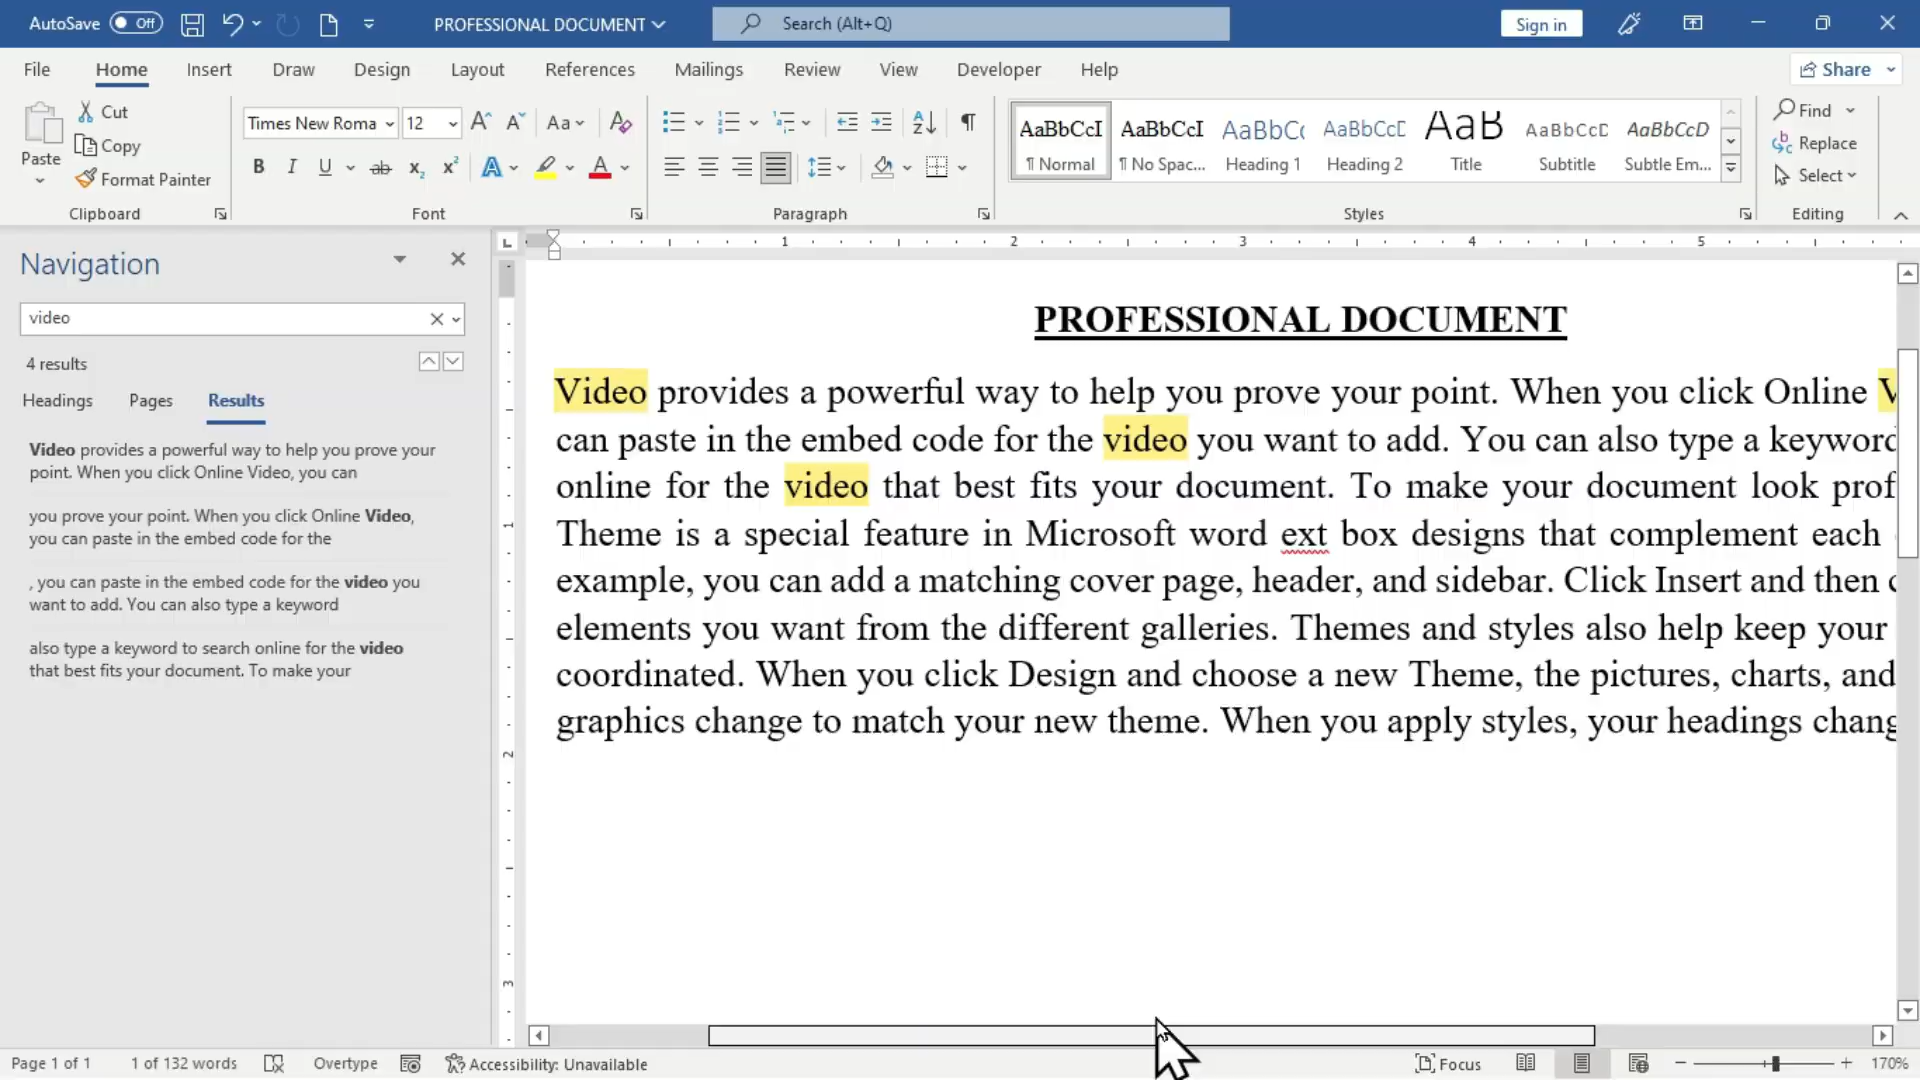 AutoSave Off PROFESSIONAL DOCUMENT Search (Alt+Q) Sign in
File Home Insert Draw Design Layout References Mailings Review View Developer Help Share
Paste Cut Copy Format Painter
Clipboard
Times New Roma 12 Aa
B I U ab x₂ x² A A
Font
Paragraph
AaBbCcI AaBbCcI AaBbC AaBbCcD AaB AaBbCcD AaBbCcD
¶ Normal ¶ No Spac... Heading 1 Heading 2 Title Subtitle Subtle Em...
Styles
Find
Replace
Select
Editing
Navigation
video
4 results
Headings Pages Results
Video provides a powerful way to help you prove your
point. When you click Online Video, you can
you prove your point. When you click Online Video,
you can paste in the embed code for the
, you can paste in the embed code for the video you
want to add. You can also type a keyword
also type a keyword to search online for the video
that best fits your document. To make your
L 1 2 3 4 5
1
2
3
PROFESSIONAL DOCUMENT
Video provides a powerful way to help you prove your point. When you click Online V
can paste in the embed code for the video you want to add. You can also type a keyword
online for the video that best fits your document. To make your document look prof
Theme is a special feature in Microsoft word ext box designs that complement each
example, you can add a matching cover page, header, and sidebar. Click Insert and then c
elements you want from the different galleries. Themes and styles also help keep your
coordinated. When you click Design and choose a new Theme, the pictures, charts, and
graphics change to match your new theme. When you apply styles, your headings chang
Page 1 of 1 1 of 132 words Overtype Accessibility: Unavailable Focus 170%